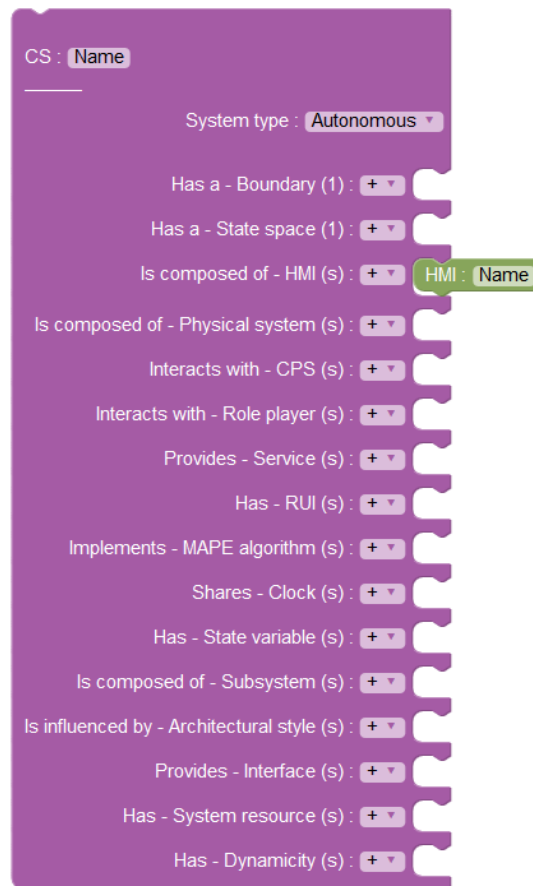 CS : Name
System type : Autonomous
Has a - Boundary (1) : +
Has a - State space (1) : +
Is composed of - HMI (s) : + HMI : Name
Is composed of - Physical system (s) : +
Interacts with - CPS (s) : +
Interacts with - Role player (s) : +
Provides - Service (s) : +
Has - RUI (s) : +
Implements - MAPE algorithm (s) : +
Shares - Clock (s) : +
Has - State variable (s) : +
Is composed of - Subsystem (s) : +
Is influenced by - Architectural style (s) : +
Provides - Interface (s) : +
Has - System resource (s) : +
Has - Dynamicity (s) : +